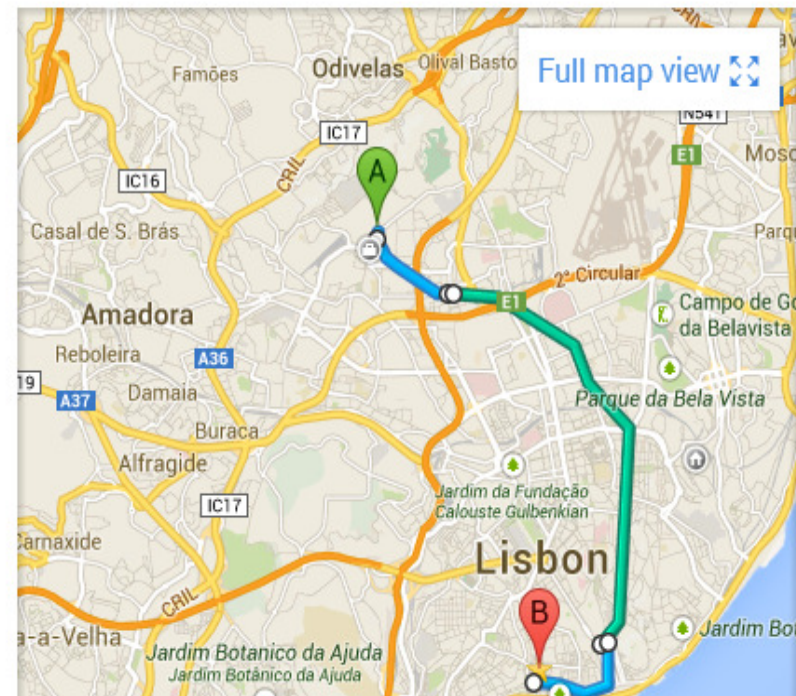 Full map view
Odivelas
Olival Basto
Famões
IC17
CRIL
N541
E1
Mosc
IC16
A
Casal de S. Brás
Parqu
2ª Circular
E1
Campo de Go
da Belavista
Amadora
Reboleira
A36
19
A37
Damaia
Parque da Bela Vista
Buraca
Alfragide
Jardim da Fundação
Calouste Gulbenkian
IC17
Carnaxide
Lisbon
CRIL
B
a-a-Velha
Jardim Bot
Jardim Botanico da Ajuda
Jardim Botânico da Ajuda